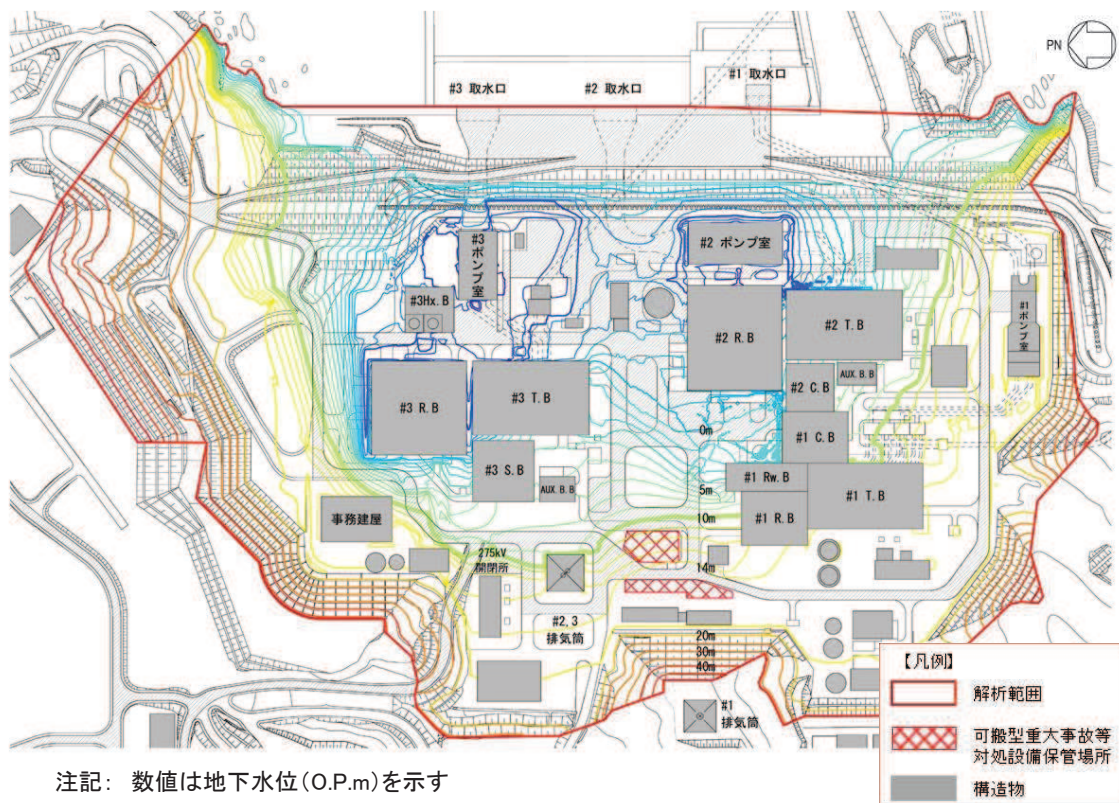 PN
#1 取水口
#3 取水口
#2 取水口
#3 ポンプ室
#2 ポンプ室
#3Hx.B
#1 ポンプ室
#2 R.B
#2 T.B
AUX.B.B
#2 C.B
#3 R.B
#3 T.B
0m
#1 C.B
#3 S.B
AUX.B.B
#1 Rw.B
5m
#1 T.B
事務建屋
10m
#1 R.B
275kV
開閉所
14m
#2,3
排気筒
20m
30m
40m
#1
排気筒
【凡例】
解析範囲
可搬型重大事故等
対処設備保管場所
構造物
注記： 数値は地下水位(O.P.m)を示す